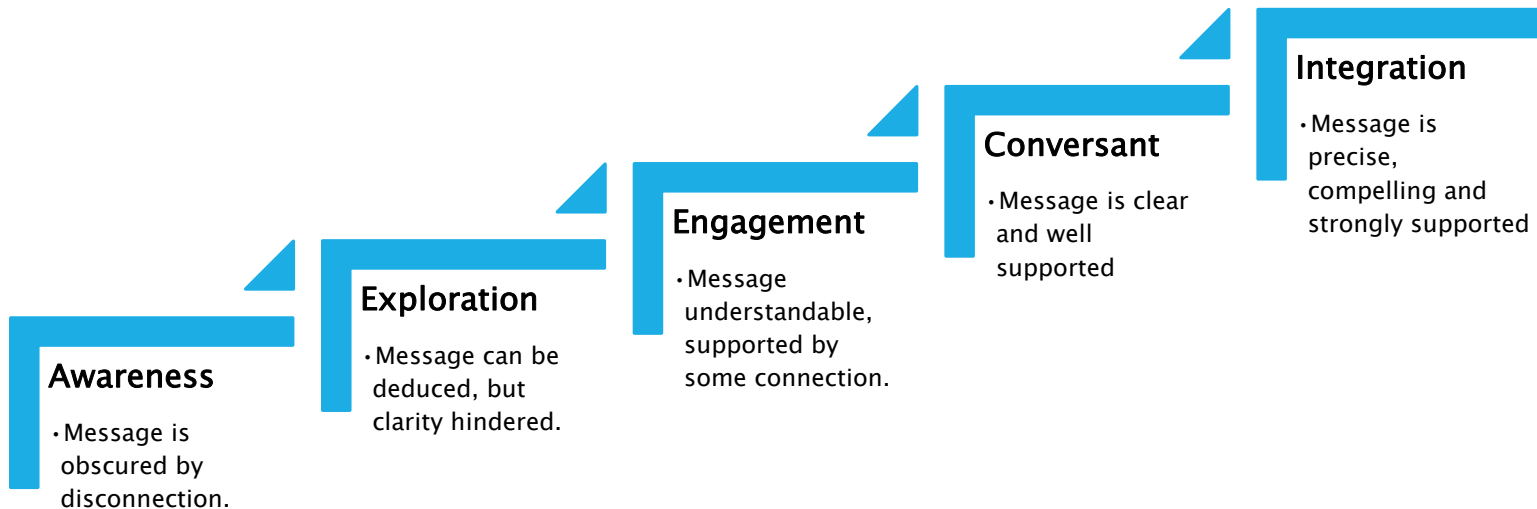 Awareness
•Message is
obscured by
disconnection.
Exploration
•Message can be
deduced, but
clarity hindered.
Engagement
•Message
understandable,
supported by
some connection.
Conversant
•Message is clear
and well
supported
Integration
•Message is
precise,
compelling and
strongly supported